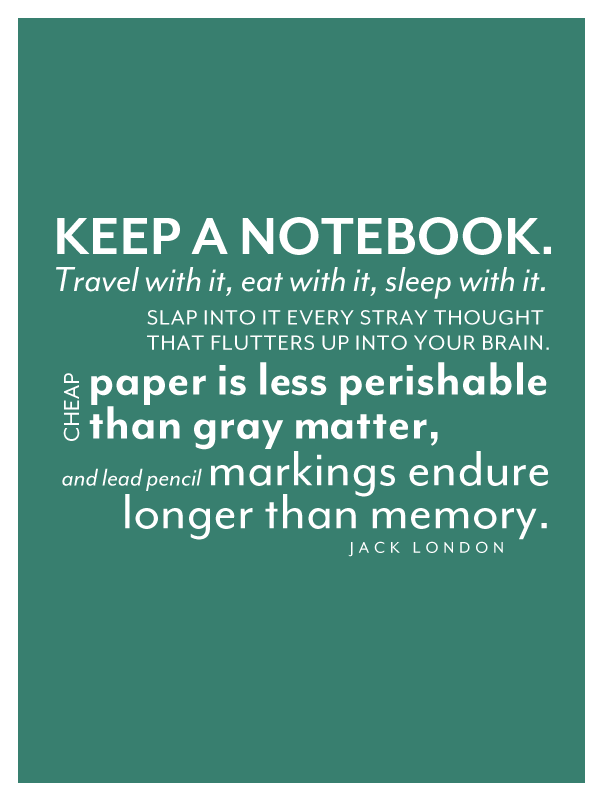 KEEP A NOTEBOOK.
Travel with it, eat with it, sleep with it.
SLAP INTO IT EVERY STRAY THOUGHT
THAT FLUTTERS UP INTO YOUR BRAIN.
CHEAP
paper is less perishable
than gray matter,
and lead pencil markings endure
longer than memory.
JACK LONDON